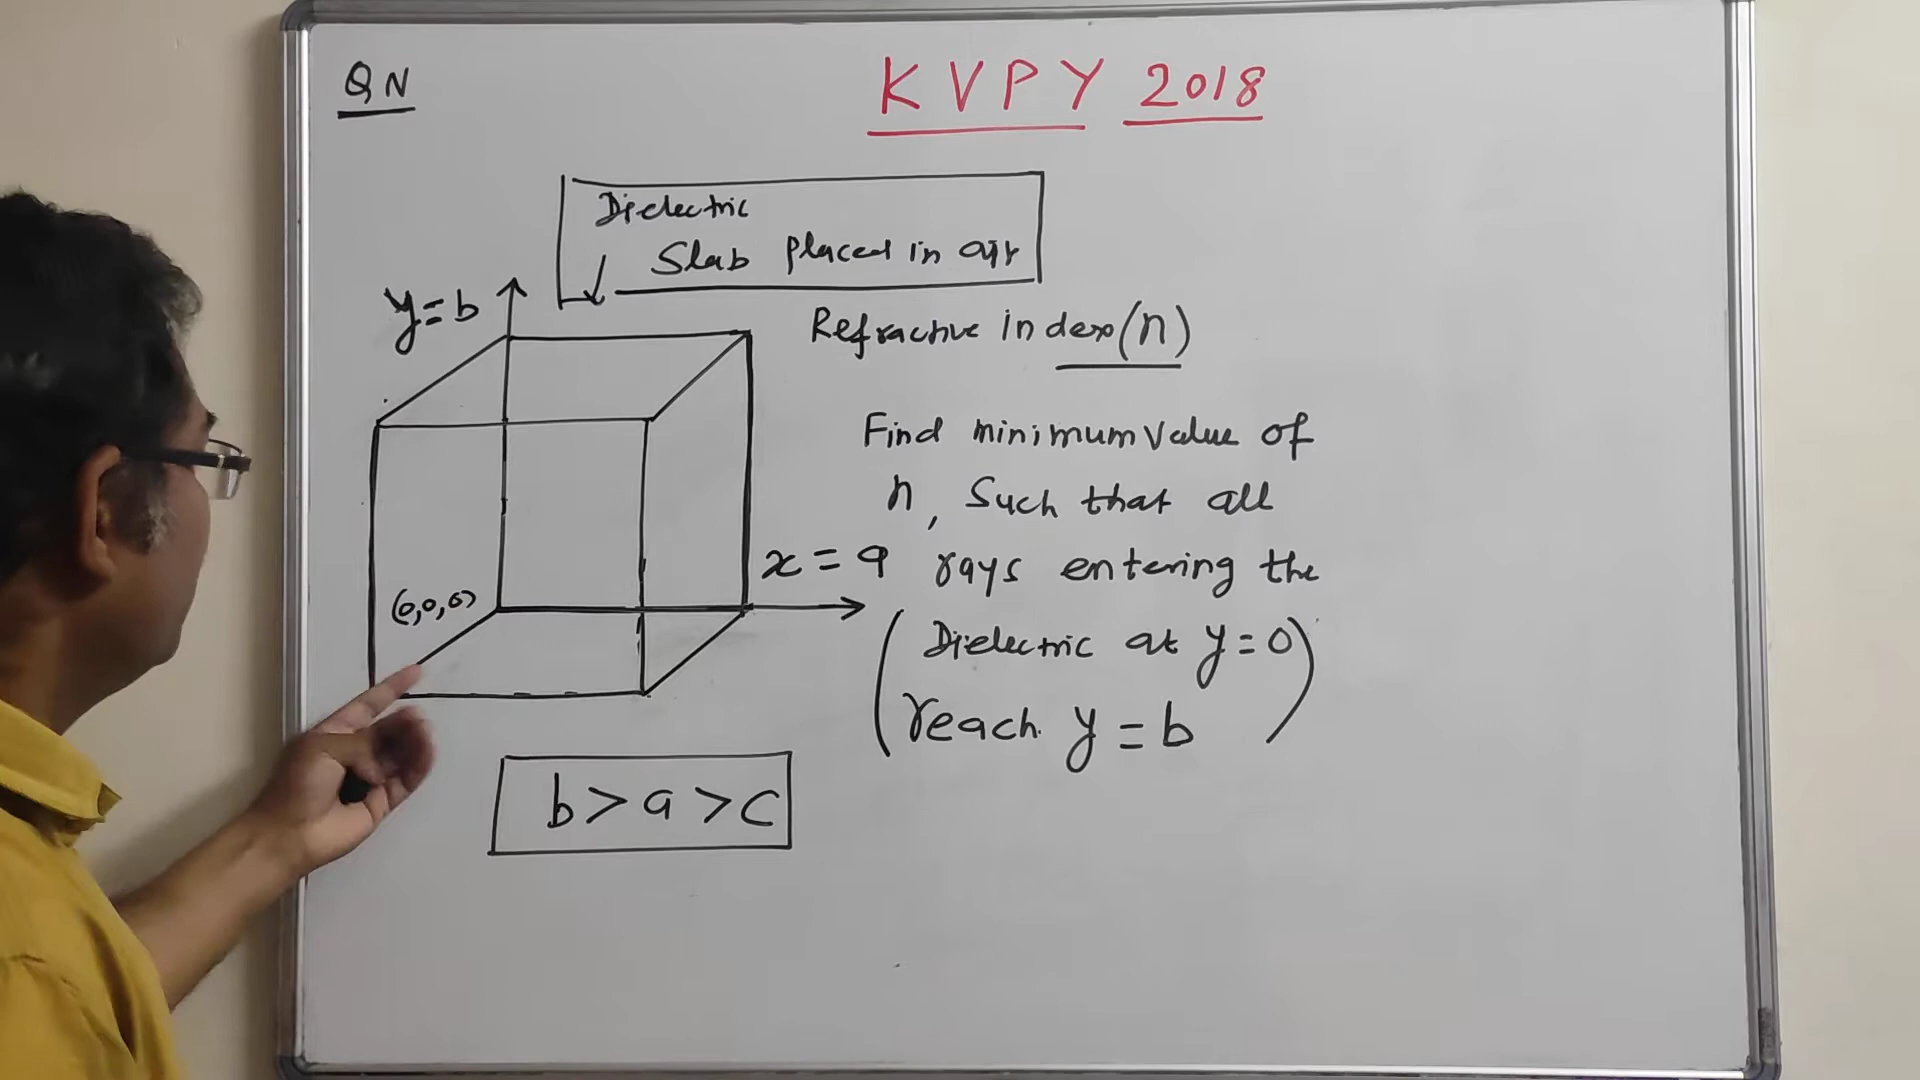 QN
KVPY 2018
Dielectric
Slab placed in air
y=b
Refractive index(n)
Find minimum value of
n, Such that all
x = a rays entering the
(0,0,0)
(Dielectric at y=0
reach y = b)
b > a > c